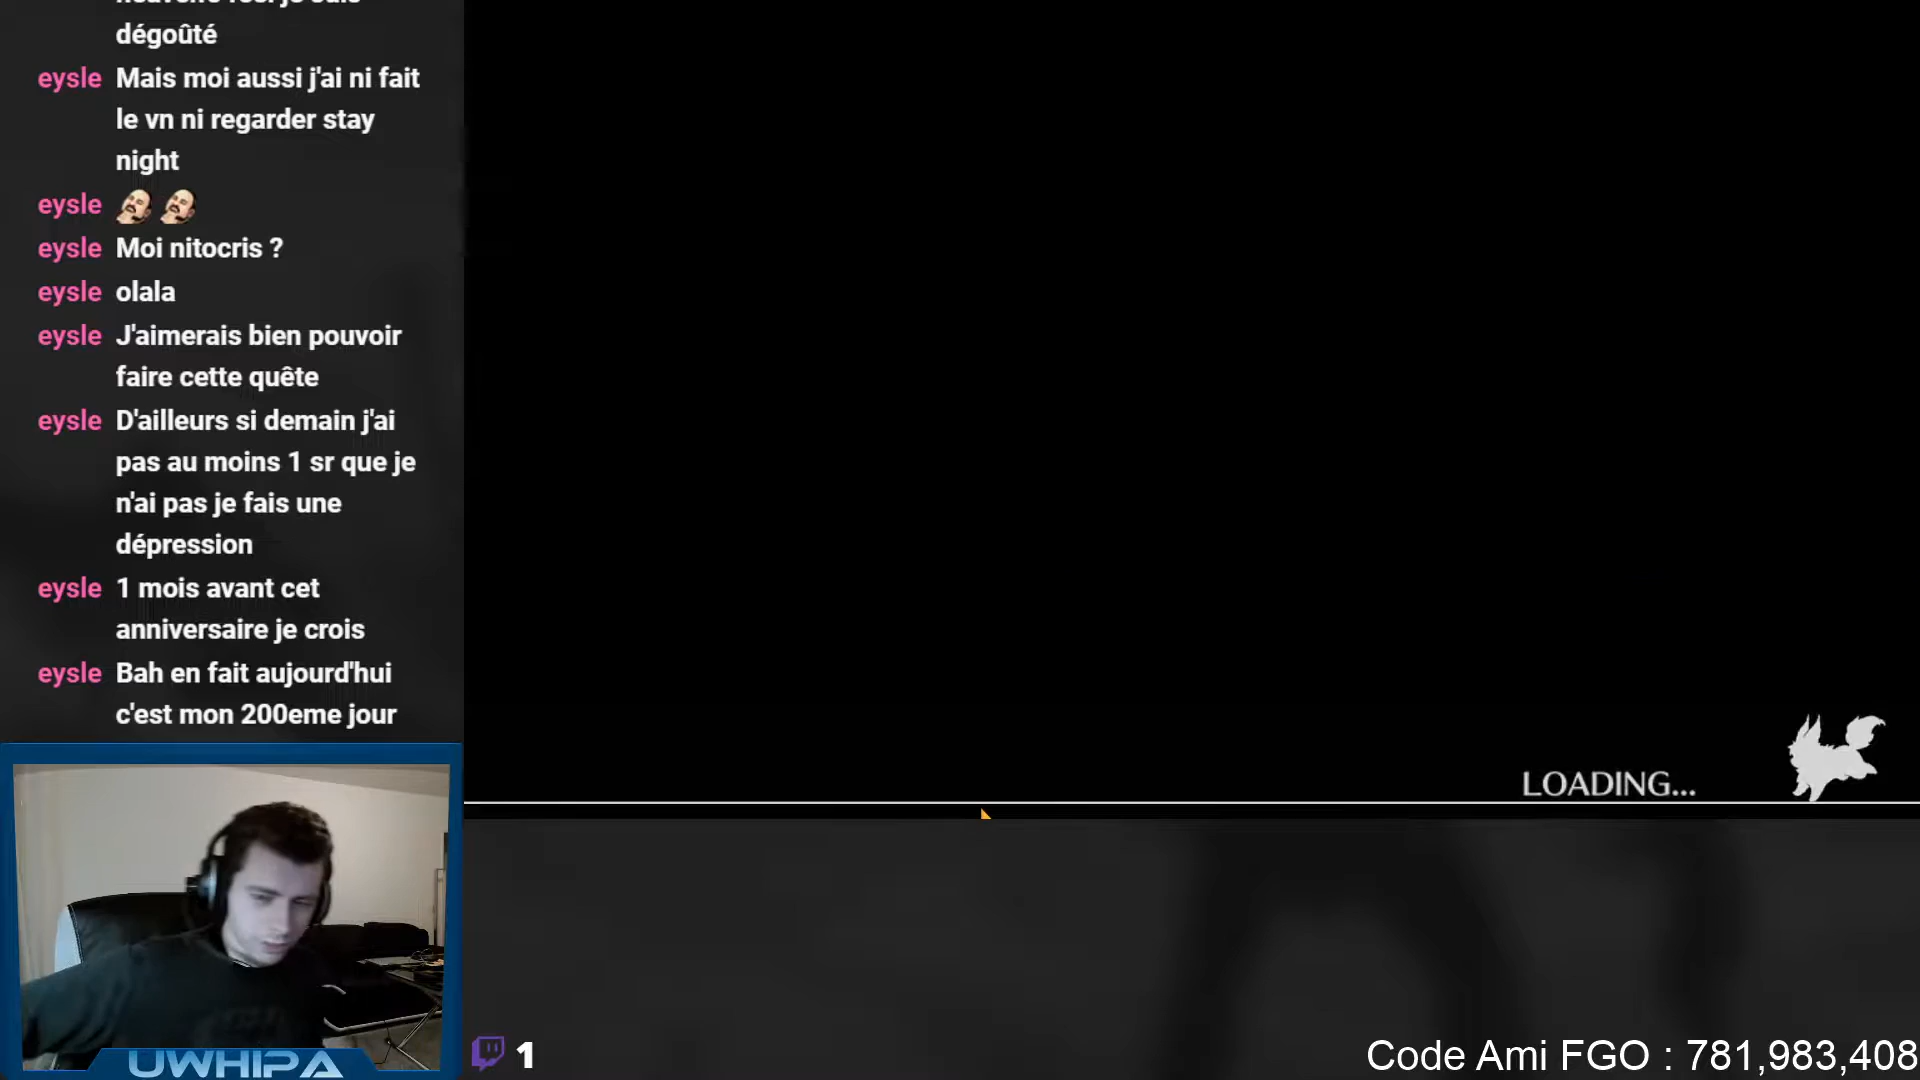 dégoûté
eysle Mais moi aussi j'ai ni fait
le vn ni regarder stay
night
eysle
eysle Moi nitocris ?
eysle olala
eysle J'aimerais bien pouvoir
faire cette quête
eysle D'ailleurs si demain j'ai
pas au moins 1 sr que je
n'ai pas je fais une
dépression
eysle 1 mois avant cet
anniversaire je crois
eysle Bah en fait aujourd'hui
c'est mon 200eme jour
LOADING...
UWHIPA
1
Code Ami FGO : 781,983,408